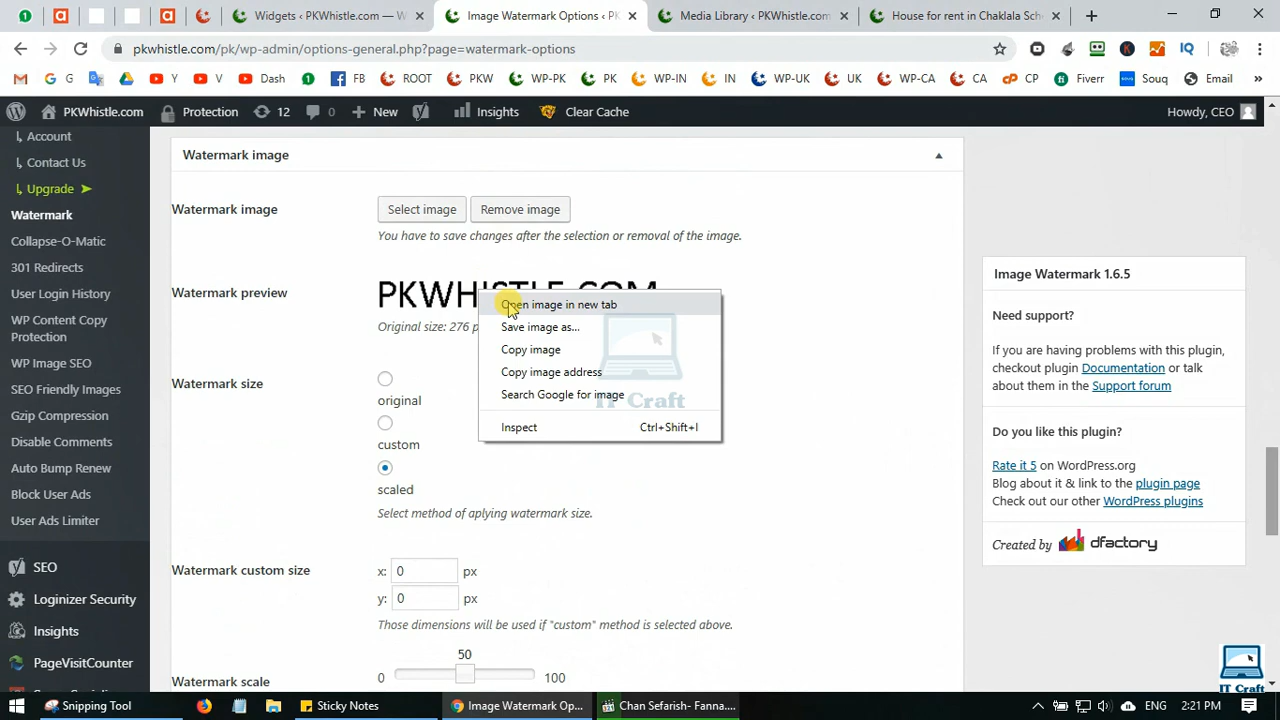 Widgets ‹ PKWhistle.com — W
Image Watermark Options ‹ PK
Media Library ‹ PKWhistle.com
House for rent in Chaklala Sch
pkwhistle.com/pk/wp-admin/options-general.php?page=watermark-options
G Y V Dash FB ROOT PKW WP-PK PK WP-IN IN WP-UK UK WP-CA CA CP Fiverr Souq Email
PKWhistle.com Protection 12 0 New Insights Clear Cache Howdy, CEO
↳ Account
↳ Contact Us
↳ Upgrade ➤
Watermark
Collapse-O-Matic
301 Redirects
User Login History
WP Content Copy
Protection
WP Image SEO
SEO Friendly Images
Gzip Compression
Disable Comments
Auto Bump Renew
Block User Ads
User Ads Limiter
SEO
Loginizer Security
Insights
PageVisitCounter
Watermark image
Watermark image
Select image Remove image
You have to save changes after the selection or removal of the image.
Watermark preview
PKWHISTLE.COM
Original size: 276 p
Open image in new tab
Save image as...
Copy image
Copy image address
Search Google for image
Inspect Ctrl+Shift+I
IT Craft
Watermark size
original
custom
scaled
Select method of aplying watermark size.
Watermark custom size
x: 0 px
y: 0 px
Those dimensions will be used if "custom" method is selected above.
50
Watermark scale
0 100
Image Watermark 1.6.5
Need support?
If you are having problems with this plugin,
checkout plugin Documentation or talk
about them in the Support forum
Do you like this plugin?
Rate it 5 on WordPress.org
Blog about it & link to the plugin page
Check out our other WordPress plugins
Created by dfactory
IT Craft
Snipping Tool
Sticky Notes
Image Watermark Op...
Chan Sefarish- Fanna....
ENG 2:21 PM